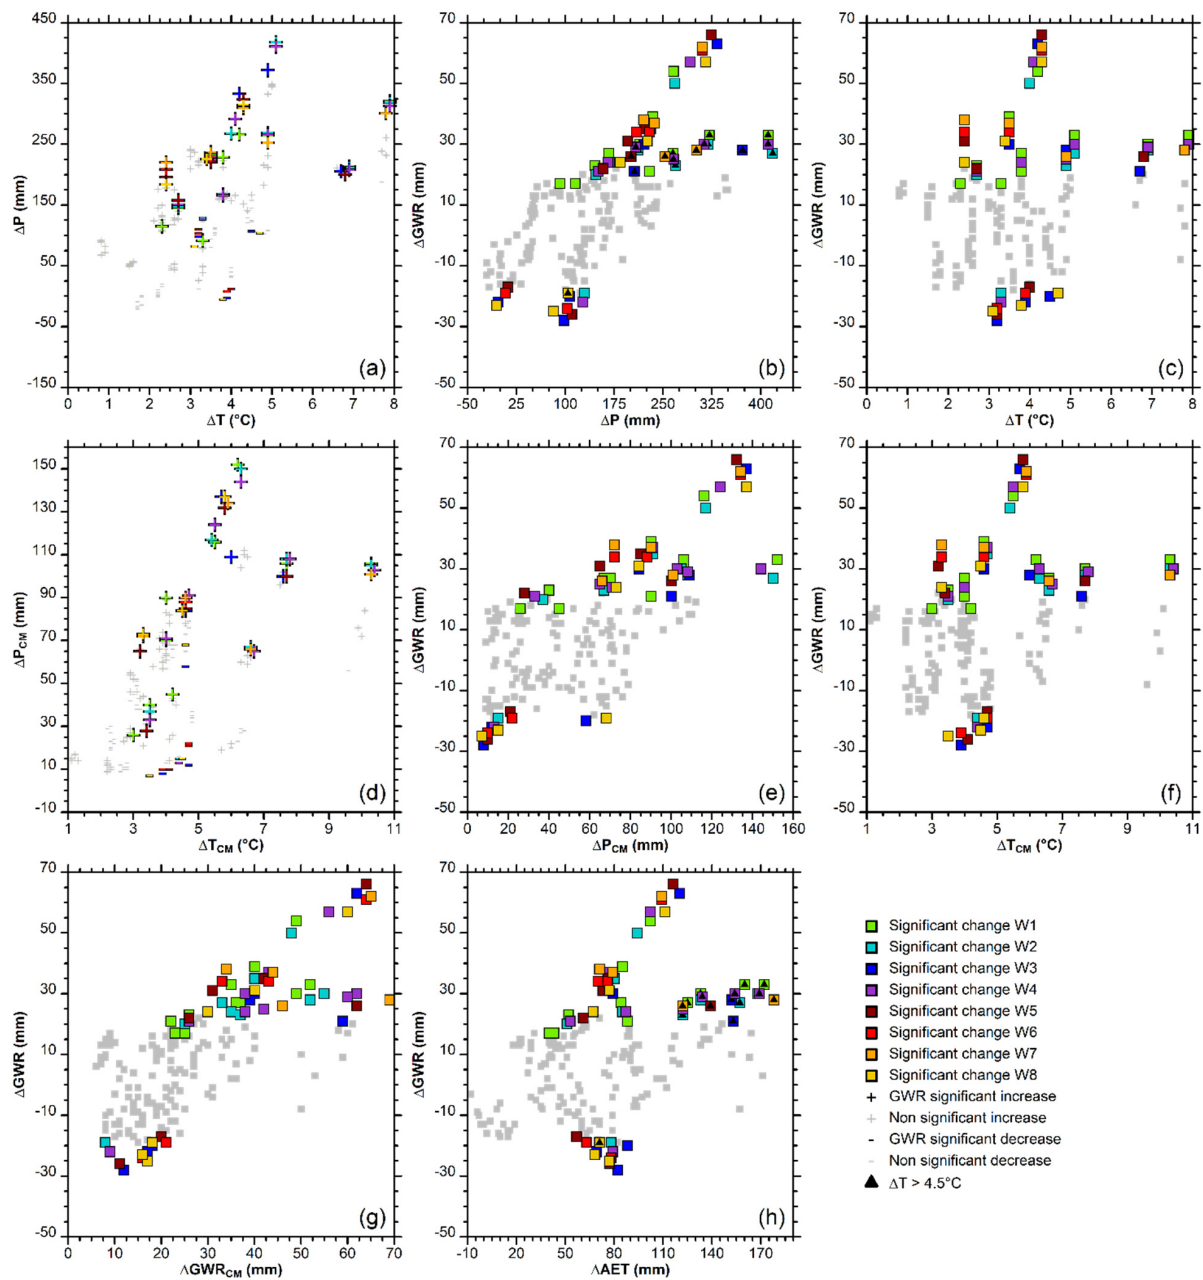 450
350
250
150
50
-50
-150
ΔP (mm)
0 1 2 3 4 5 6 7 8
ΔT (°C)
(a)
70
50
30
10
-10
-30
-50
ΔGWR (mm)
-50 25 100 175 250 325 400
ΔP (mm)
(b)
70
50
30
10
-10
-30
-50
ΔGWR (mm)
0 1 2 3 4 5 6 7 8
ΔT (°C)
(c)
150
130
110
90
70
50
30
10
-10
ΔPCM (mm)
1 3 5 7 9 11
ΔTCM (°C)
(d)
70
50
30
10
-10
-30
-50
ΔGWR (mm)
0 20 40 60 80 100 120 140 160
ΔPCM (mm)
(e)
70
50
30
10
-10
-30
-50
ΔGWR (mm)
1 3 5 7 9 11
ΔTCM (°C)
(f)
70
50
30
10
-10
-30
-50
ΔGWR (mm)
0 10 20 30 40 50 60 70
ΔGWRCM (mm)
(g)
70
50
30
10
-10
-30
-50
ΔGWR (mm)
-10 20 50 80 110 140 170
ΔAET (mm)
(h)
Significant change W1
Significant change W2
Significant change W3
Significant change W4
Significant change W5
Significant change W6
Significant change W7
Significant change W8
GWR significant increase
Non significant increase
GWR significant decrease
Non significant decrease
ΔT > 4.5°C